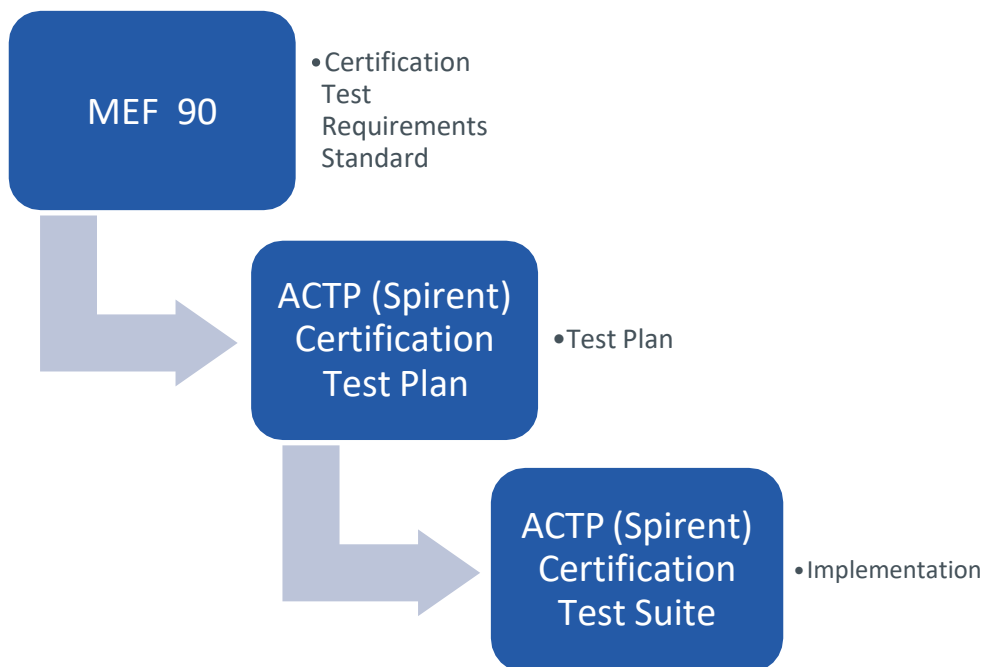 MEF  90
•Certification
Test
Requirements
Standard
ACTP (Spirent)
Certification
Test Plan
•Test Plan
ACTP (Spirent)
Certification
Test Suite
•Implementation